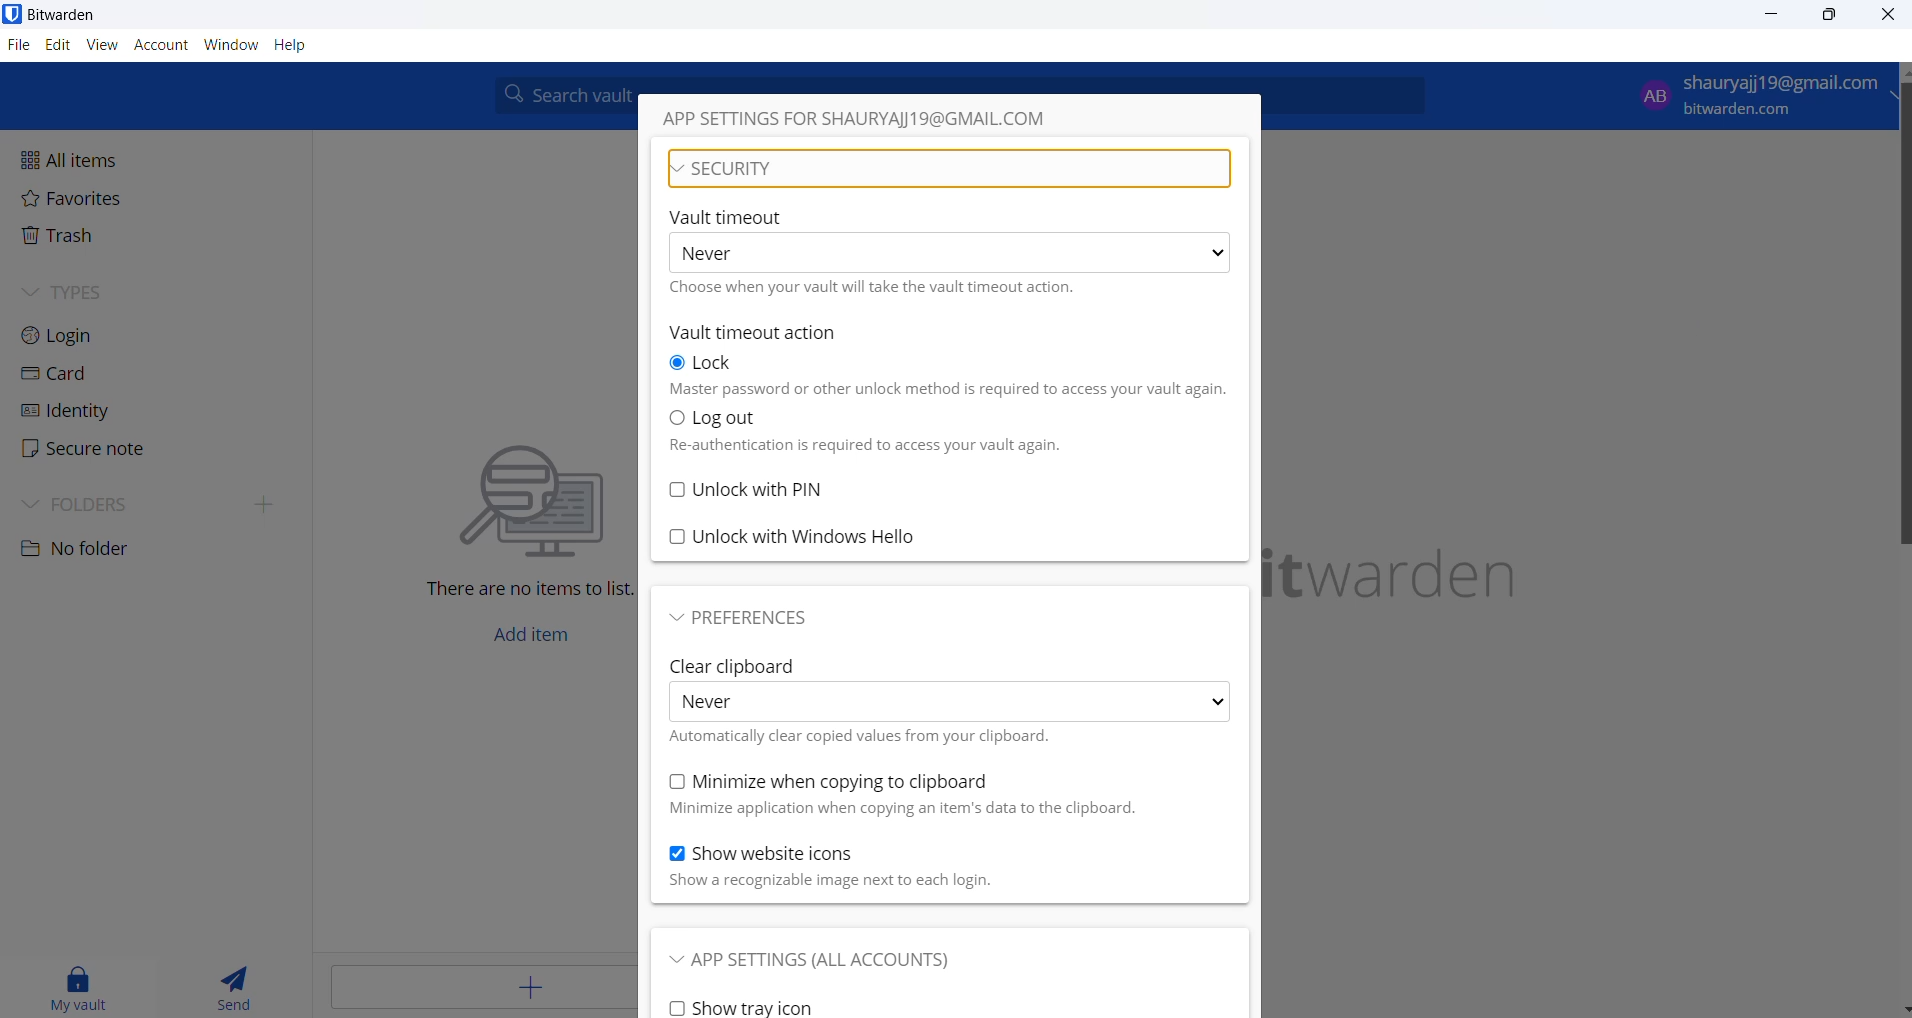 Bitwarden
File Edit View Account Window Help
Search vault
AB
shauryajj19@gmail.com
bitwarden.com
All items
Favorites
Trash
TYPES
Login
Card
Identity
Secure note
FOLDERS
No folder
My vault
Send
There are no items to list.
Add item
itwarden
APP SETTINGS FOR SHAURYAJJ19@GMAIL.COM
SECURITY
Vault timeout
Never
Choose when your vault will take the vault timeout action.
Vault timeout action
Lock
Master password or other unlock method is required to access your vault again.
Log out
Re-authentication is required to access your vault again.
Unlock with PIN
Unlock with Windows Hello
PREFERENCES
Clear clipboard
Never
Automatically clear copied values from your clipboard.
Minimize when copying to clipboard
Minimize application when copying an item's data to the clipboard.
Show website icons
Show a recognizable image next to each login.
APP SETTINGS (ALL ACCOUNTS)
Show tray icon